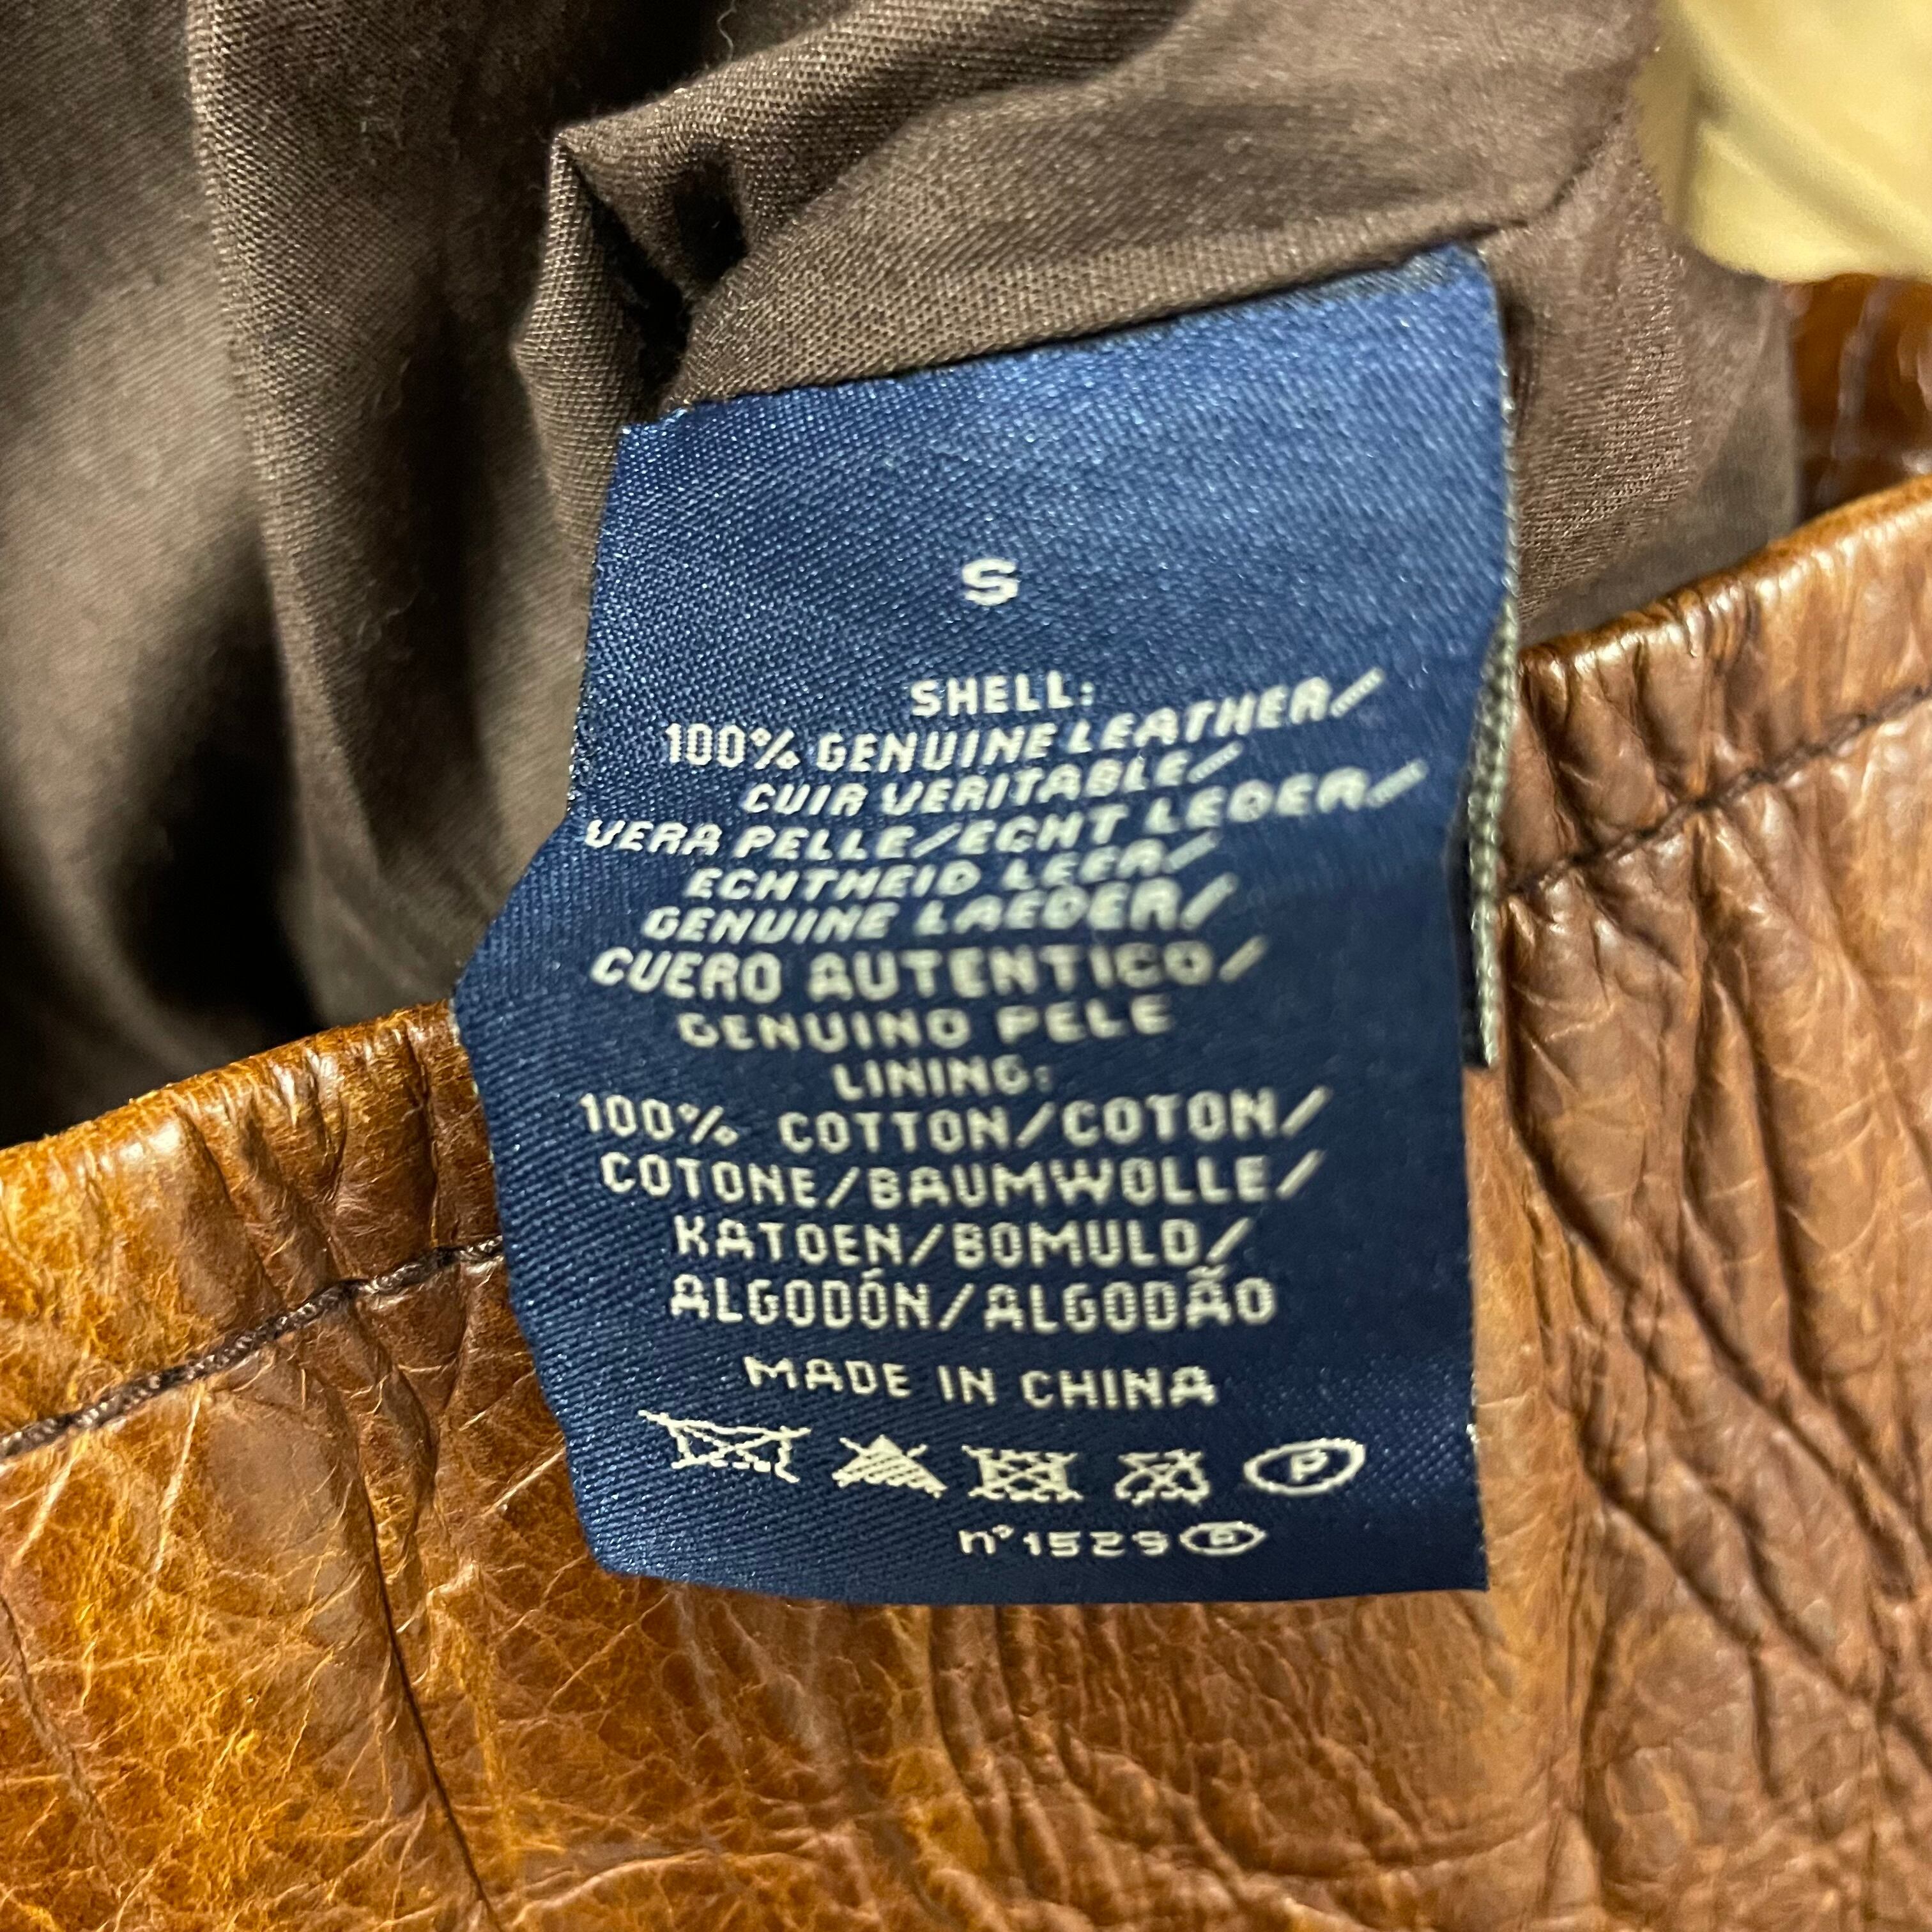 S
SHELL:
100% GENUINE LEATHER/
CUIR VERITABLE/
VERA PELLE/ECHT LEDER/
ECHTHEID LEER/
GENUINE LAEDER/
CUERO AUTENTICO/
GENUINO PELE
LINING:
100% COTTON/COTON/
COTONE/BAUMWOLLE/
KATOEN/BOMULD/
ALGODÓN/ALGODÃO
MADE IN CHINA
P
n°1529